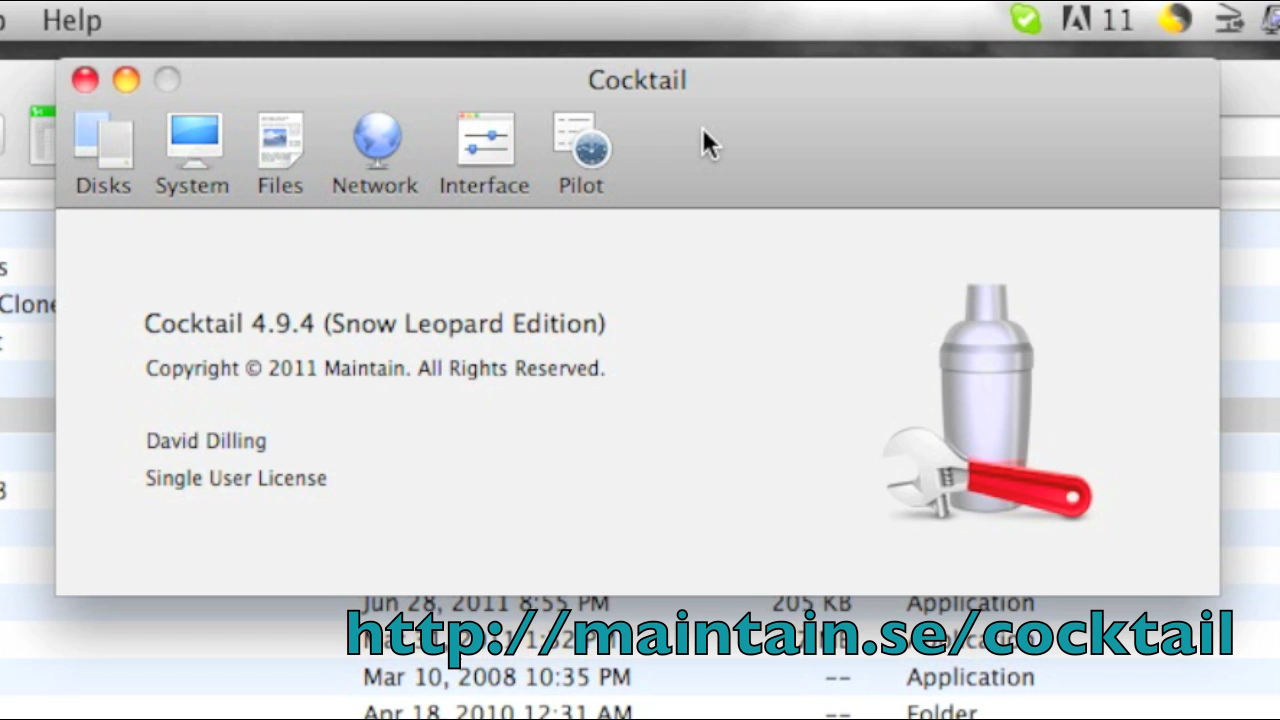 Help
11
Cocktail
Disks System Files Network Interface Pilot
s
Clone
Cocktail 4.9.4 (Snow Leopard Edition)
Copyright © 2011 Maintain. All Rights Reserved.
David Dilling
Single User License
Jun 28, 2011 8:55 PM 205 KB Application
http://maintain.se/cocktail
Mar 10, 2008 10:35 PM -- Application
Apr 18, 2010 12:31 AM -- Folder